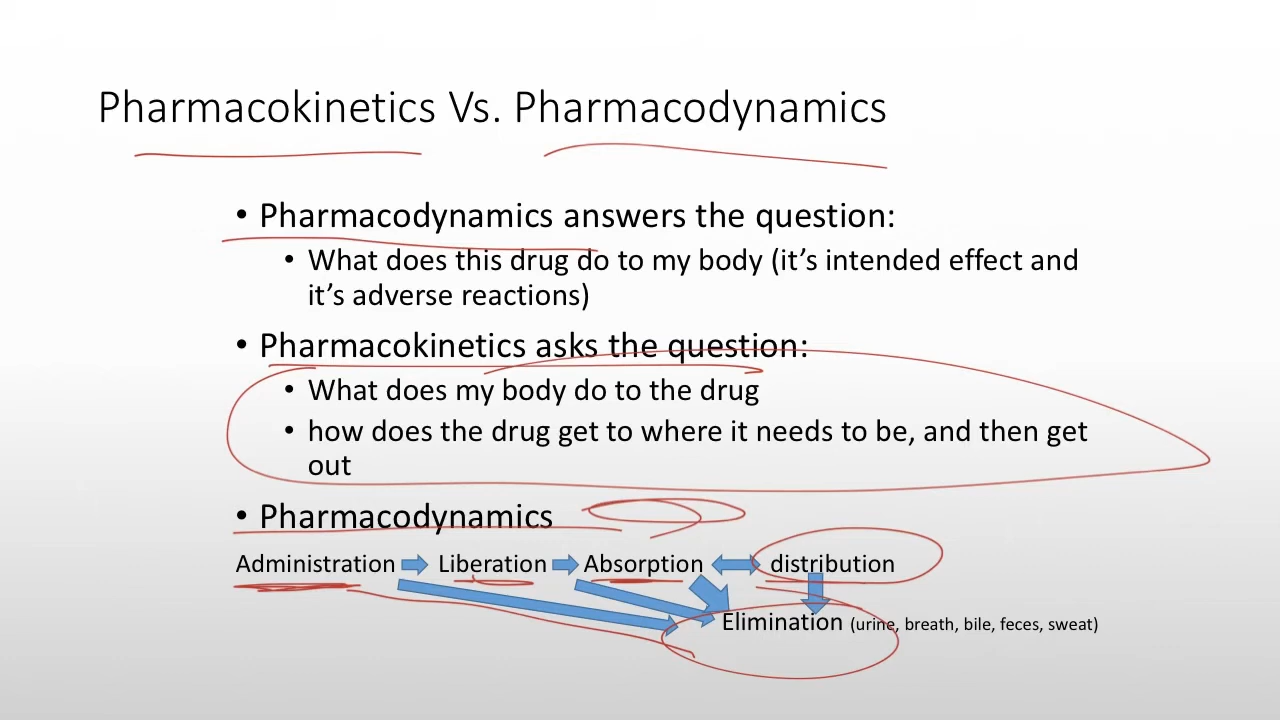 Pharmacokinetics Vs. Pharmacodynamics
• Pharmacodynamics answers the question:
• What does this drug do to my body (it’s intended effect and
it’s adverse reactions)
• Pharmacokinetics asks the question:
• What does my body do to the drug
• how does the drug get to where it needs to be, and then get
out
• Pharmacodynamics
Administration Liberation Absorption distribution
Elimination (urine, breath, bile, feces, sweat)